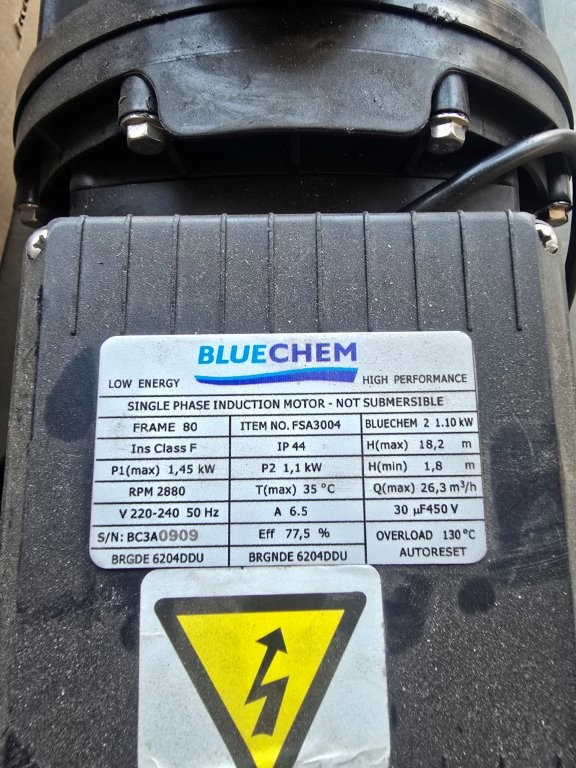 BLUECHEM
LOW ENERGY HIGH PERFORMANCE
SINGLE PHASE INDUCTION MOTOR - NOT SUBMERSIBLE
FRAME 80 ITEM NO. FSA3004 BLUECHEM 2 1.10 kW
Ins Class F IP 44 H(max) 18,2 m
P1(max) 1,45 kW P2 1,1 kW H(min) 1,8 m
RPM 2880 T(max) 35 °C Q(max) 26,3 m³/h
V 220-240 50 Hz A 6.5 30 µF450 V
S/N: BC3A0909 Eff 77,5 % OVERLOAD 130°C
BRGDE 6204DDU BRGNDE 6204DDU AUTORESET